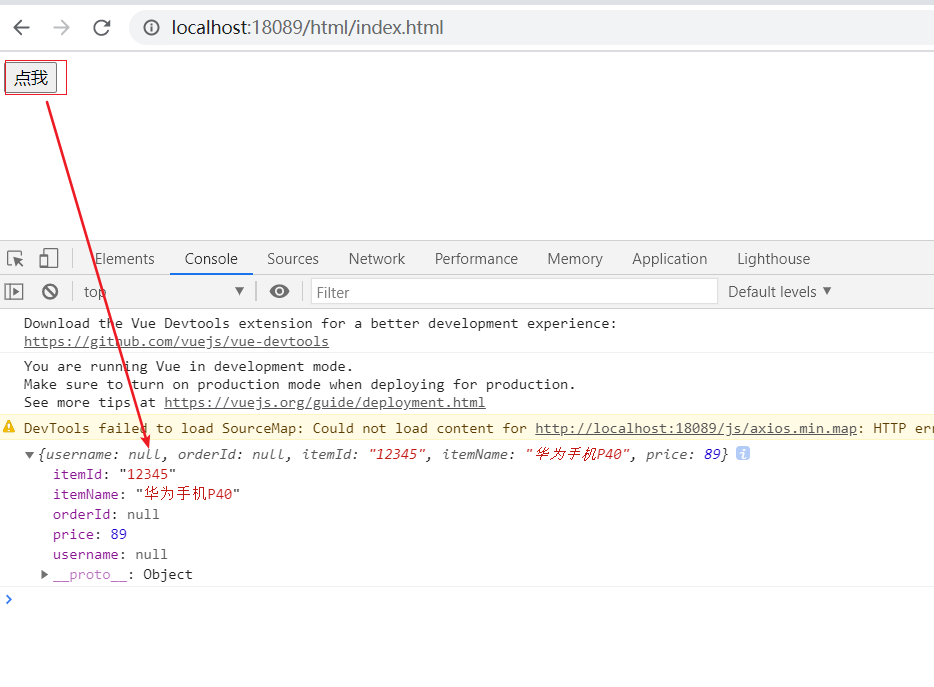 localhost:18089/html/index.html
点我
Elements Console Sources Network Performance Memory Application Lighthouse
top Filter Default levels ▼
Download the Vue Devtools extension for a better development experience:
https://github.com/vuejs/vue-devtools
You are running Vue in development mode.
Make sure to turn on production mode when deploying for production.
See more tips at https://vuejs.org/guide/deployment.html
DevTools failed to load SourceMap: Could not load content for http://localhost:18089/js/axios.min.map: HTTP
{username: null, orderId: null, itemId: "12345", itemName: "华为手机P40", price: 89}
itemId: "12345"
itemName: "华为手机P40"
orderId: null
price: 89
username: null
__proto__: Object